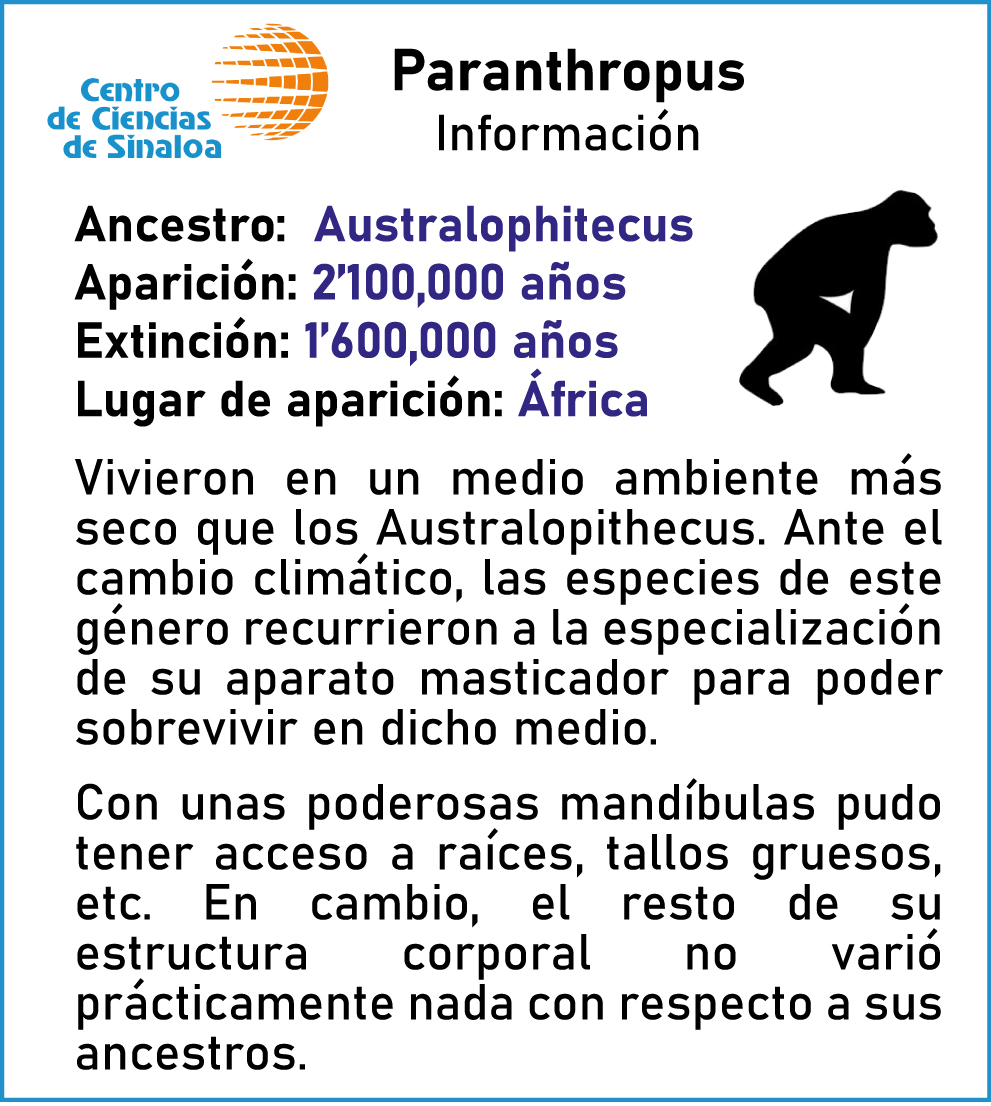 Centro
de Ciencias
de Sinaloa
Paranthropus
Información
Ancestro: Australophitecus
Aparición: 2'100,000 años
Extinción: 1'600,000 años
Lugar de aparición: África
Vivieron en un medio ambiente más
seco que los Australopithecus. Ante el
cambio climático, las especies de este
género recurrieron a la especialización
de su aparato masticador para poder
sobrevivir en dicho medio.
Con unas poderosas mandíbulas pudo
tener acceso a raíces, tallos gruesos,
etc. En cambio, el resto de su
estructura corporal no varió
prácticamente nada con respecto a sus
ancestros.